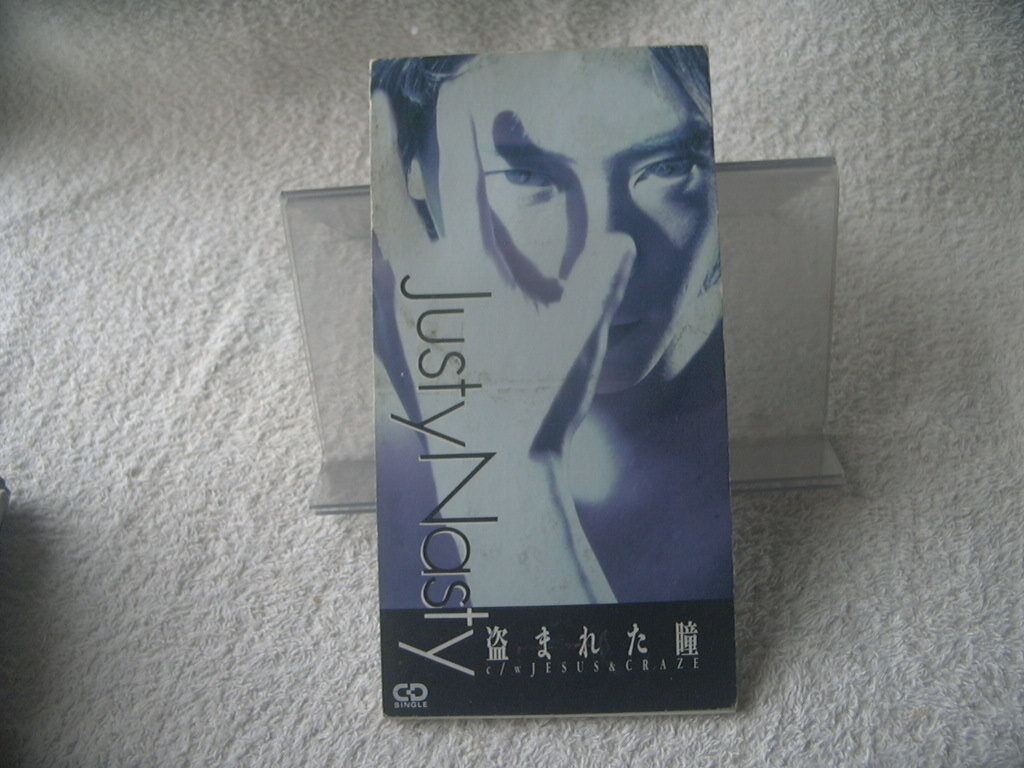 Justy Nasty
盗まれた瞳
c/w JESUS & CRAZE
CD
SINGLE